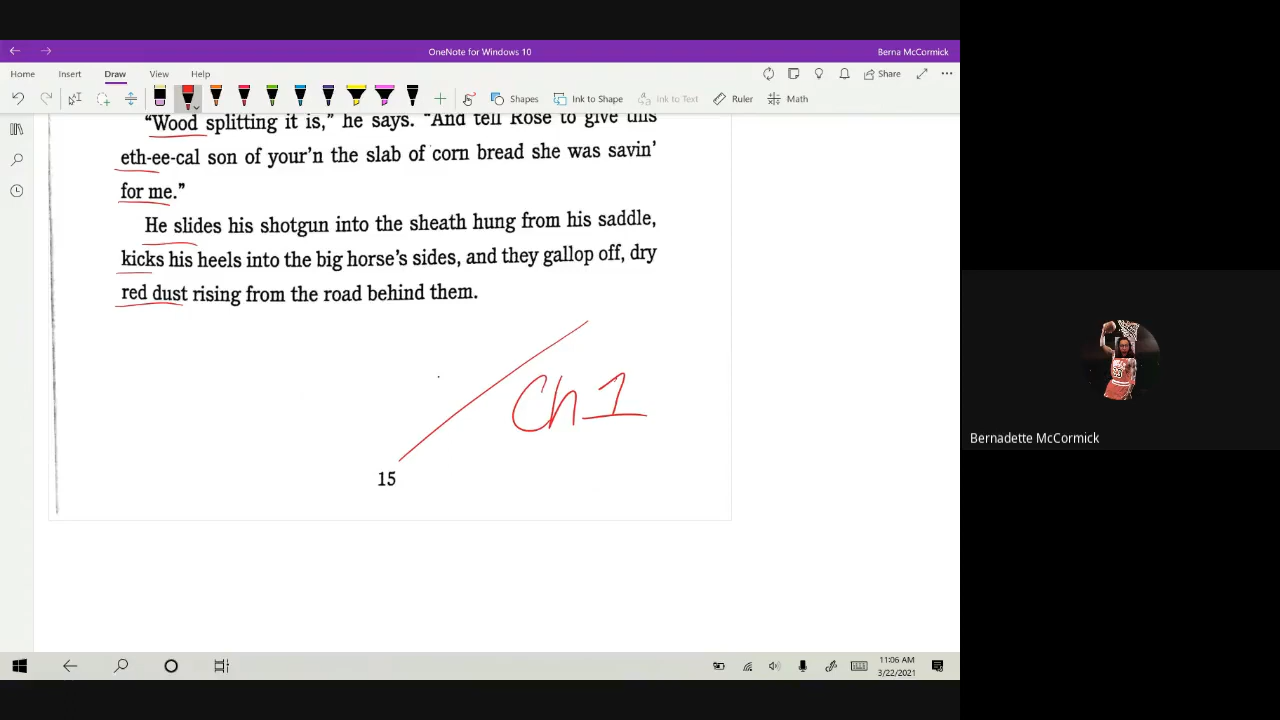 OneNote for Windows 10
Berna McCormick
Home Insert Draw View Help
Share
Shapes Ink to Shape Ink to Text Ruler Math
“Wood splitting it is,” he says. “And tell Rose to give this
eth-ee-cal son of your’n the slab of corn bread she was savin’
for me.”
He slides his shotgun into the sheath hung from his saddle,
kicks his heels into the big horse’s sides, and they gallop off, dry
red dust rising from the road behind them.
Ch 1
15
Bernadette McCormick
11:06 AM
3/22/2021